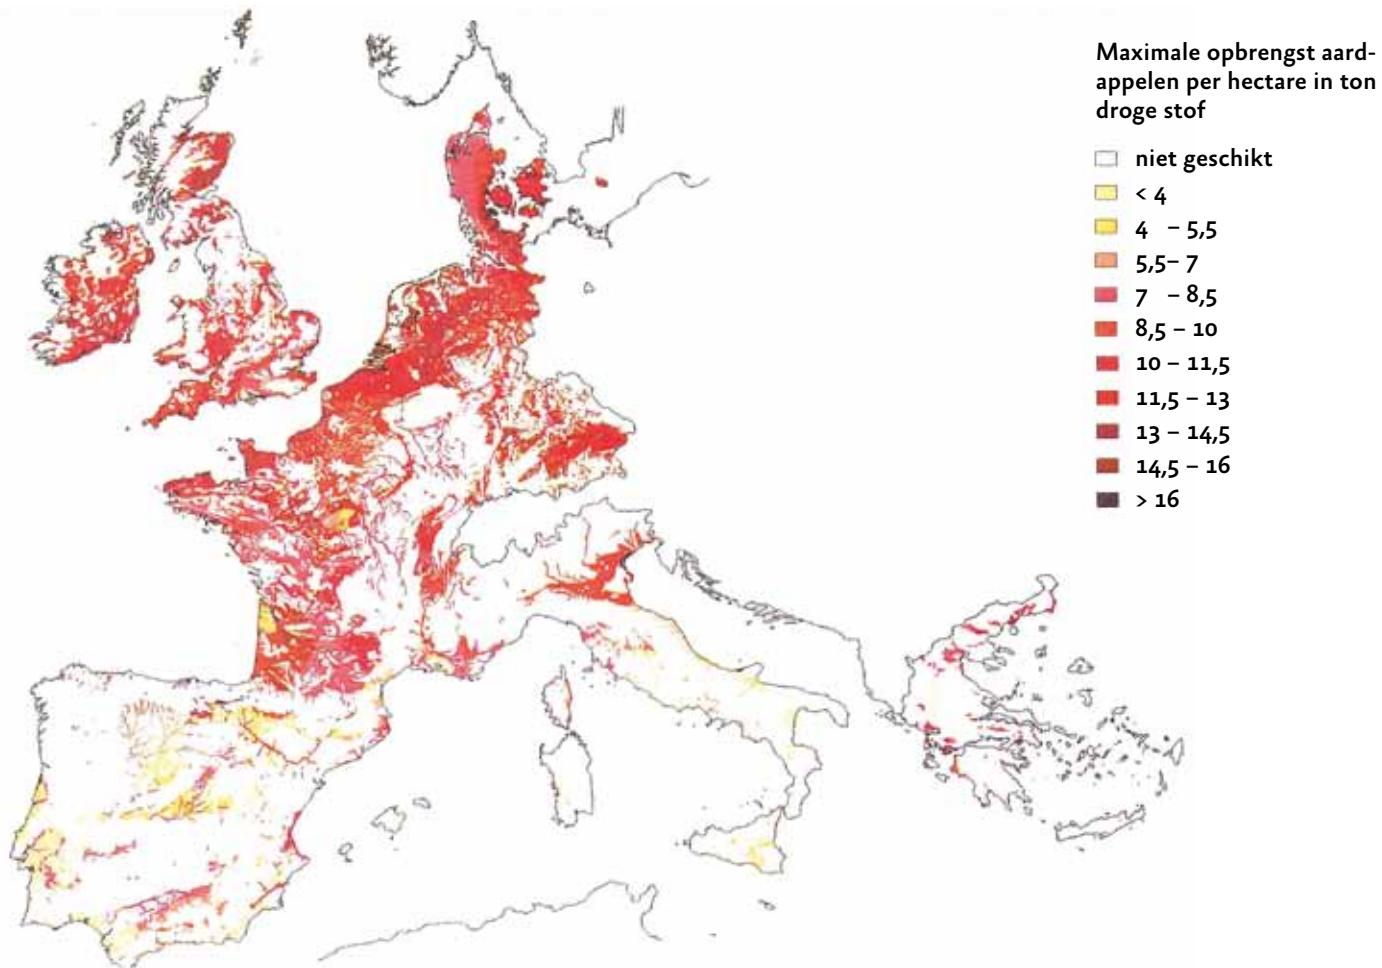 Maximale opbrengst aard-
appelen per hectare in ton
droge stof
niet geschikt
< 4
4 – 5,5
5,5– 7
7 – 8,5
8,5 – 10
10 – 11,5
11,5 – 13
13 – 14,5
14,5 – 16
> 16